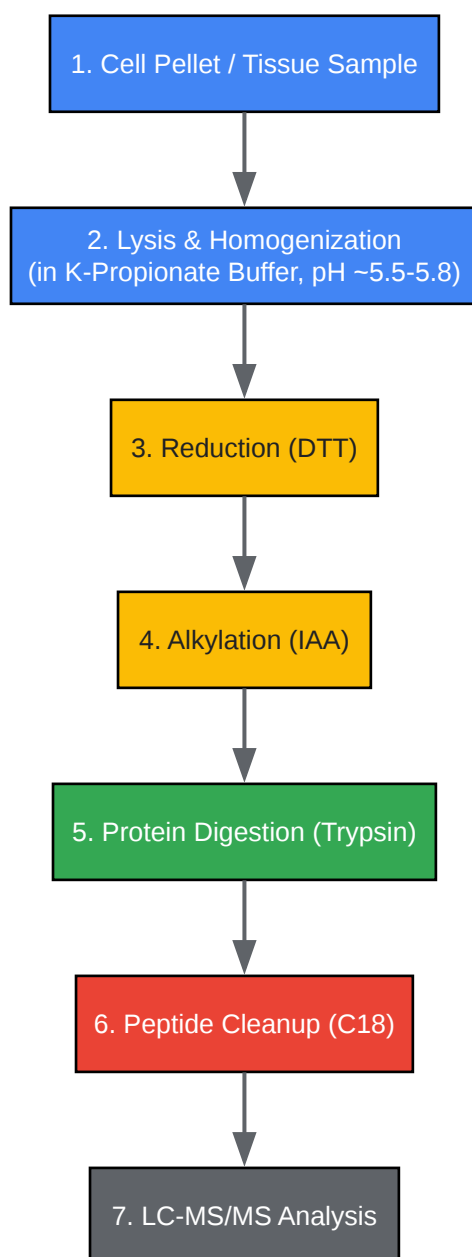 1. Cell Pellet / Tissue Sample
2. Lysis & Homogenization
(in K-Propionate Buffer, pH ~5.5-5.8)
3. Reduction (DTT)
4. Alkylation (IAA)
5. Protein Digestion (Trypsin)
6. Peptide Cleanup (C18)
7. LC-MS/MS Analysis